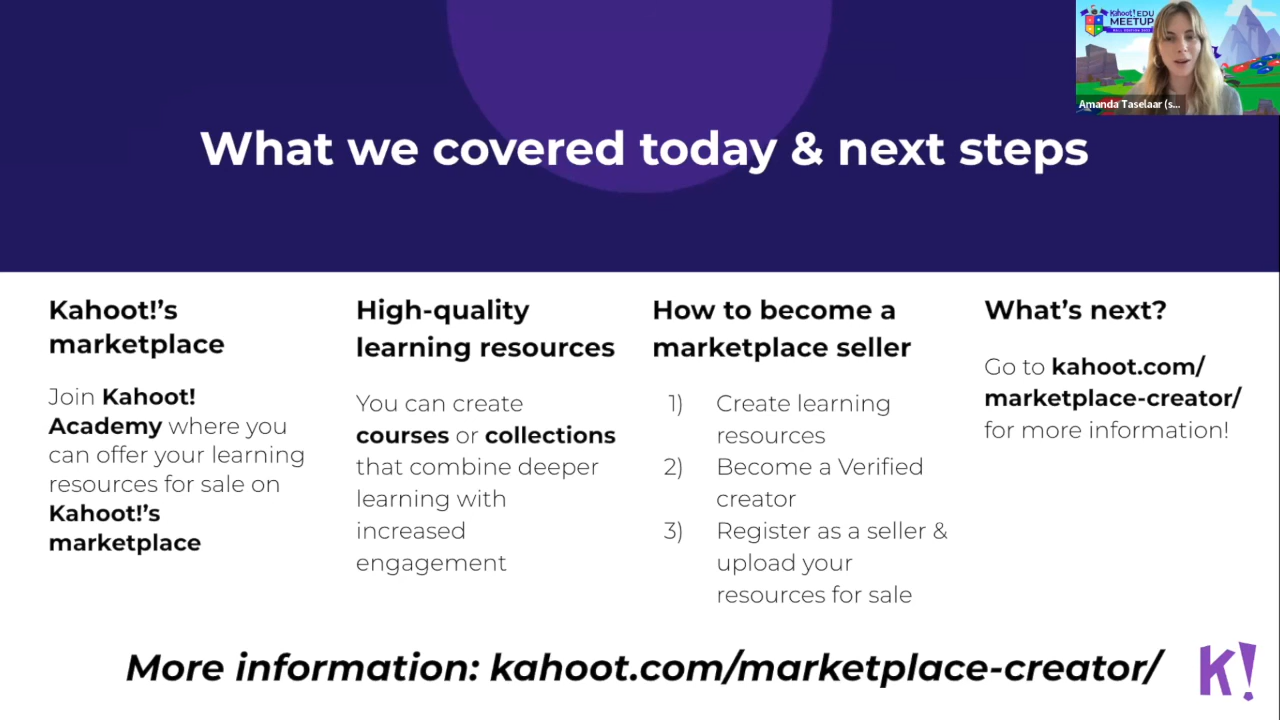 Kahoot! EDU
MEETUP
Amanda Taselaar (s...
What we covered today & next steps
Kahoot!’s
marketplace
Join Kahoot!
Academy where you
can offer your learning
resources for sale on
Kahoot!’s
marketplace
High-quality
learning resources
You can create
courses or collections
that combine deeper
learning with
increased
engagement
How to become a
marketplace seller
1) Create learning
resources
2) Become a Verified
creator
3) Register as a seller &
upload your
resources for sale
What’s next?
Go to kahoot.com/
marketplace-creator/
for more information!
More information: kahoot.com/marketplace-creator/
K!